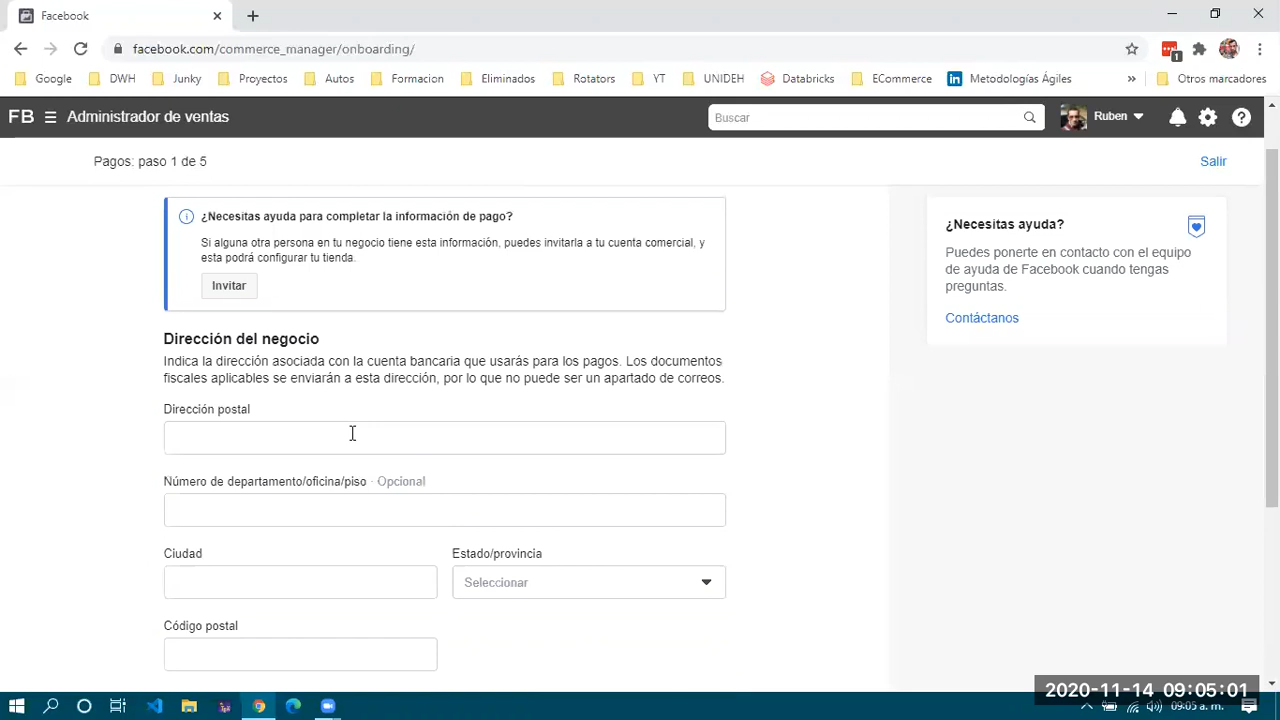 Facebook
facebook.com/commerce_manager/onboarding/
1
Google
DWH
Junky
Proyectos
Autos
Formacion
Eliminados
Rotators
YT
UNIDEH
Databricks
ECommerce
in
Metodologías Ágiles
»
Otros marcadores
FB
Administrador de ventas
Buscar
Ruben
Pagos: paso 1 de 5
Salir
¿Necesitas ayuda para completar la información de pago?
Si alguna otra persona en tu negocio tiene esta información, puedes invitarla a tu cuenta comercial, y
esta podrá configurar tu tienda.
Invitar
¿Necesitas ayuda?
Puedes ponerte en contacto con el equipo
de ayuda de Facebook cuando tengas
preguntas.
Contáctanos
Dirección del negocio
Indica la dirección asociada con la cuenta bancaria que usarás para los pagos. Los documentos
fiscales aplicables se enviarán a esta dirección, por lo que no puede ser un apartado de correos.
Dirección postal
Número de departamento/oficina/piso · Opcional
Ciudad
Estado/provincia
Seleccionar
Código postal
2020-11-14 09:05:01
09:05 a. m.